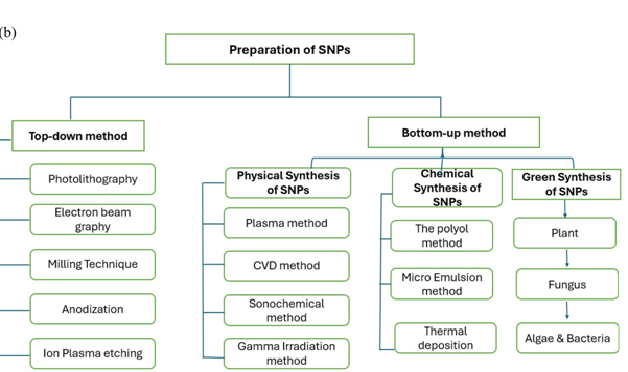 (b)
Preparation of SNPs
Top-down method
Photolithography
Electron beam
graphy
Milling Technique
Anodization
Ion Plasma etching
Bottom-up method
Physical Synthesis
of SNPs
Plasma method
CVD method
Sonochemical
method
Gamma Irradiation
method
Chemical
Synthesis of
SNPs
The polyol
method
Micro Emulsion
method
Thermal
deposition
Green Synthesis
of SNPs
Plant
Fungus
Algae & Bacteria